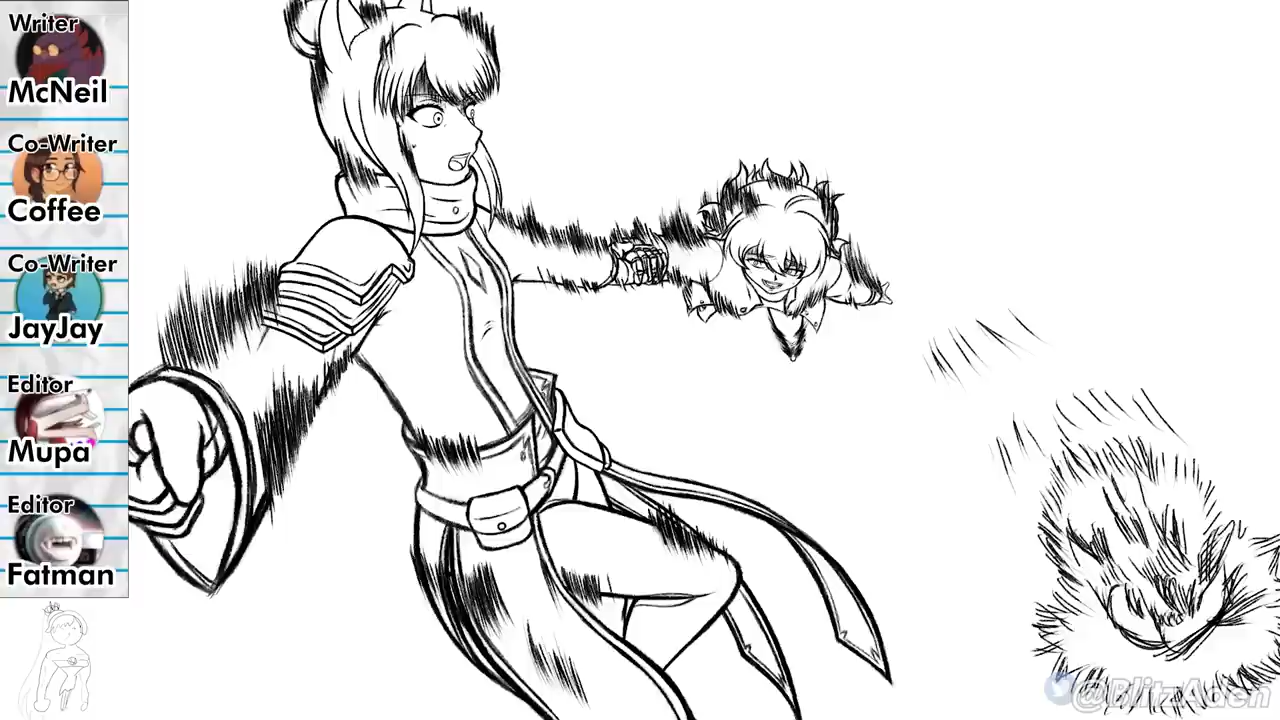 Writer
McNeil
Co-Writer
Coffee
Co-Writer
JayJay
Editor
Mupa
Editor
Fatman
@BlitzAden